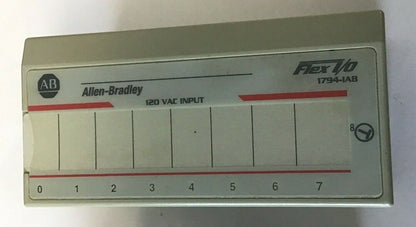 Flex I/O
AB Allen-Bradley 1794-IA8
120 VAC INPUT
8
0 1 2 3 4 5 6 7